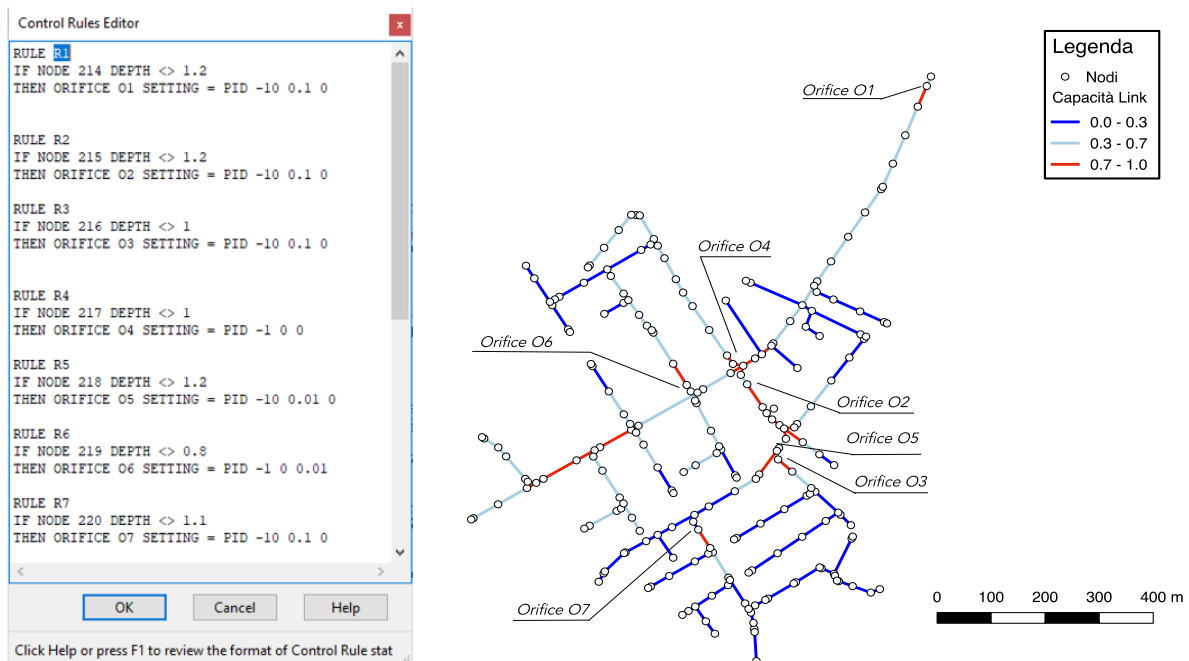 Control Rules Editor
x
RULE R1
IF NODE 214 DEPTH <> 1.2
THEN ORIFICE O1 SETTING = PID -10 0.1 0
RULE R2
IF NODE 215 DEPTH <> 1.2
THEN ORIFICE O2 SETTING = PID -10 0.1 0
RULE R3
IF NODE 216 DEPTH <> 1
THEN ORIFICE O3 SETTING = PID -10 0.1 0
RULE R4
IF NODE 217 DEPTH <> 1
THEN ORIFICE O4 SETTING = PID -1 0 0
RULE R5
IF NODE 218 DEPTH <> 1.2
THEN ORIFICE O5 SETTING = PID -10 0.01 0
RULE R6
IF NODE 219 DEPTH <> 0.8
THEN ORIFICE O6 SETTING = PID -1 0 0.01
RULE R7
IF NODE 220 DEPTH <> 1.1
THEN ORIFICE O7 SETTING = PID -10 0.1 0
OK Cancel Help
Click Help or press F1 to review the format of Control Rule stat
Legenda
Nodi
Capacità Link
0.0 - 0.3
0.3 - 0.7
0.7 - 1.0
Orifice O1
Orifice O4
Orifice O6
Orifice O2
Orifice O5
Orifice O3
Orifice O7
0 100 200 300 400 m